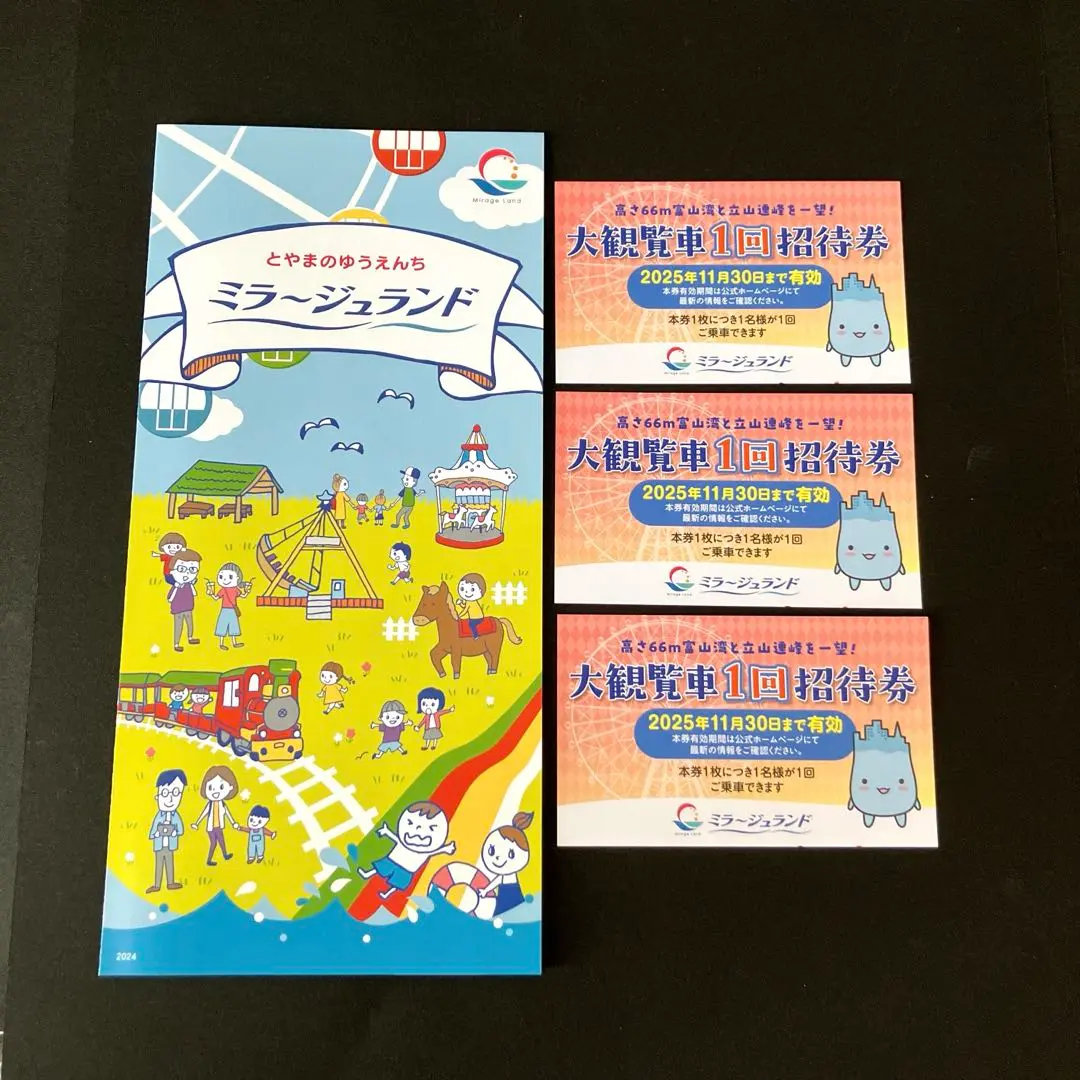 Mirage Land
とやまのゆうえんち
ミラ～ジュランド
2024
高さ66m富山湾と立山連峰を一望！
大観覧車1回招待券
2025年11月30日まで有効
本券有効期間は公式ホームページにて
最新の情報をご確認ください。
本券1枚につき1名様が1回
ご乗車できます
Mirage Land
ミラ～ジュランド
高さ66m富山湾と立山連峰を一望！
大観覧車1回招待券
2025年11月30日まで有効
本券有効期間は公式ホームページにて
最新の情報をご確認ください。
本券1枚につき1名様が1回
ご乗車できます
Mirage Land
ミラ～ジュランド
高さ66m富山湾と立山連峰を一望！
大観覧車1回招待券
2025年11月30日まで有効
本券有効期間は公式ホームページにて
最新の情報をご確認ください。
本券1枚につき1名様が1回
ご乗車できます
Mirage Land
ミラ～ジュランド